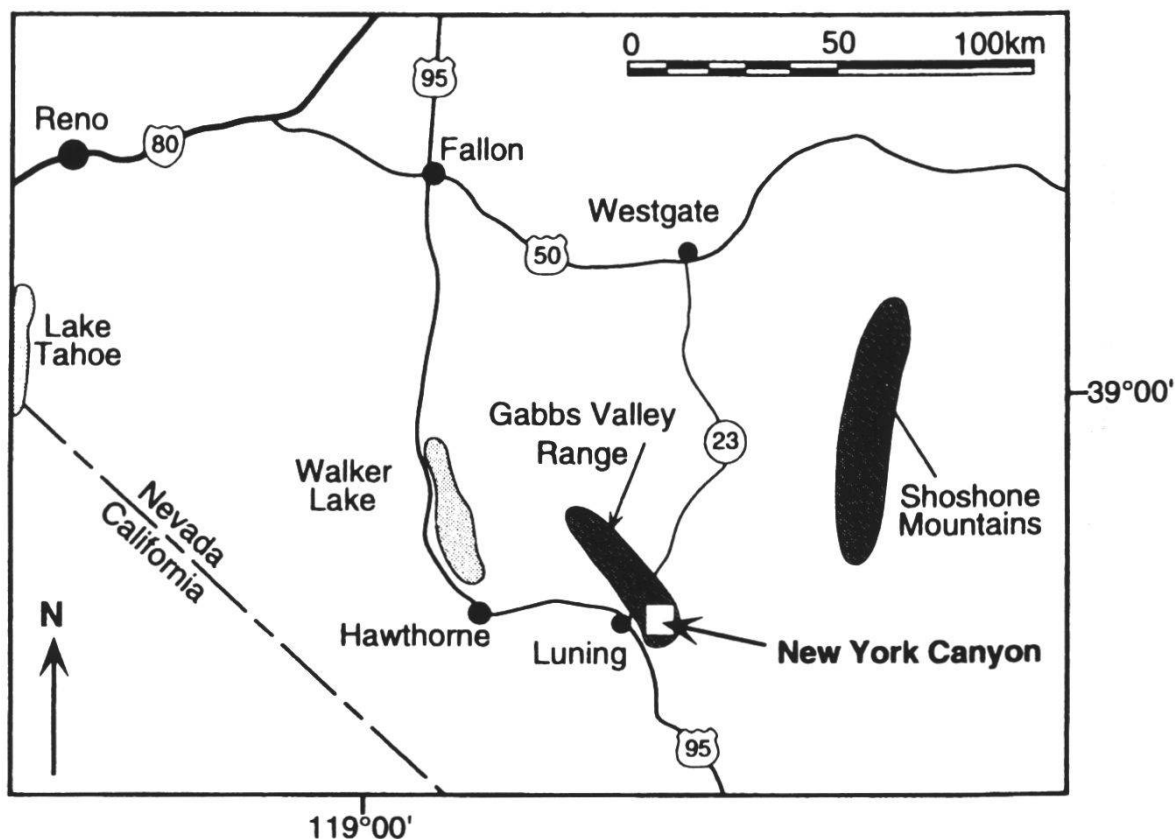 0 50 100km
95
Reno
80
Fallon
Westgate
50
Lake
Tahoe
39°00'
Gabbs Valley
Range
23
Walker
Lake
Shoshone
Mountains
Nevada
California
N
Hawthorne
Luning
New York Canyon
95
119°00'